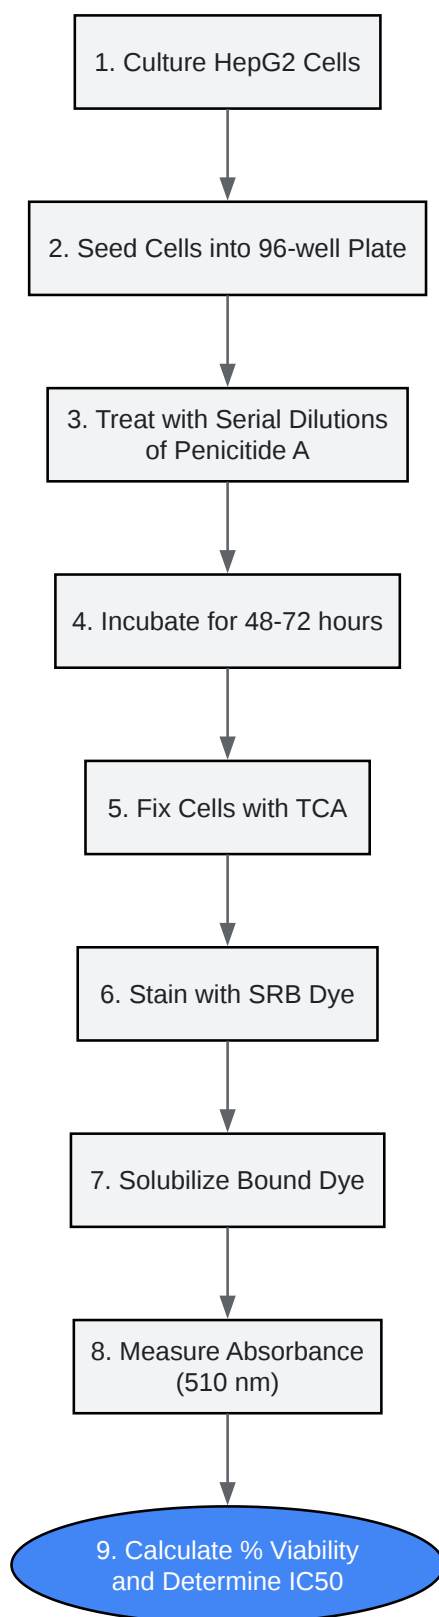 1. Culture HepG2 Cells
2. Seed Cells into 96-well Plate
3. Treat with Serial Dilutions
of Penicitide A
4. Incubate for 48-72 hours
5. Fix Cells with TCA
6. Stain with SRB Dye
7. Solubilize Bound Dye
8. Measure Absorbance
(510 nm)
9. Calculate % Viability
and Determine IC50